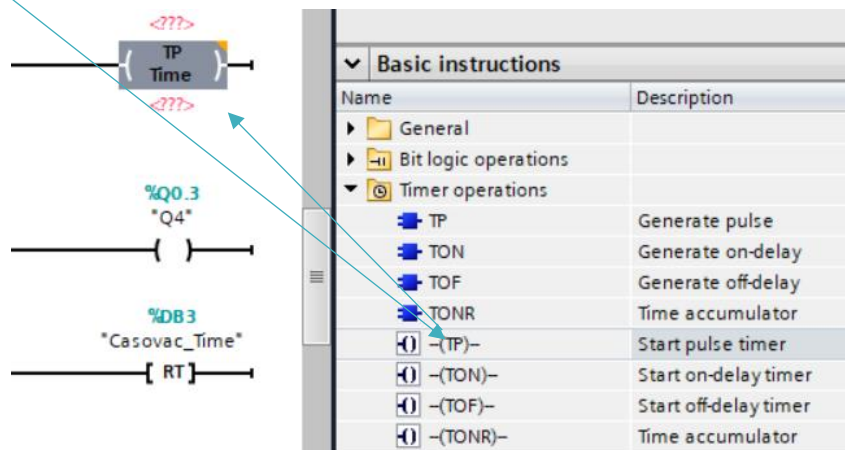 <???>
TP
Time
<???>
%Q0.3
"Q4"
%DB3
"Casovac_Time"
RT
Basic instructions
Name Description
General
Bit logic operations
Timer operations
TP Generate pulse
TON Generate on-delay
TOF Generate off-delay
TONR Time accumulator
–(TP)– Start pulse timer
–(TON)– Start on-delay timer
–(TOF)– Start off-delay timer
–(TONR)– Time accumulator